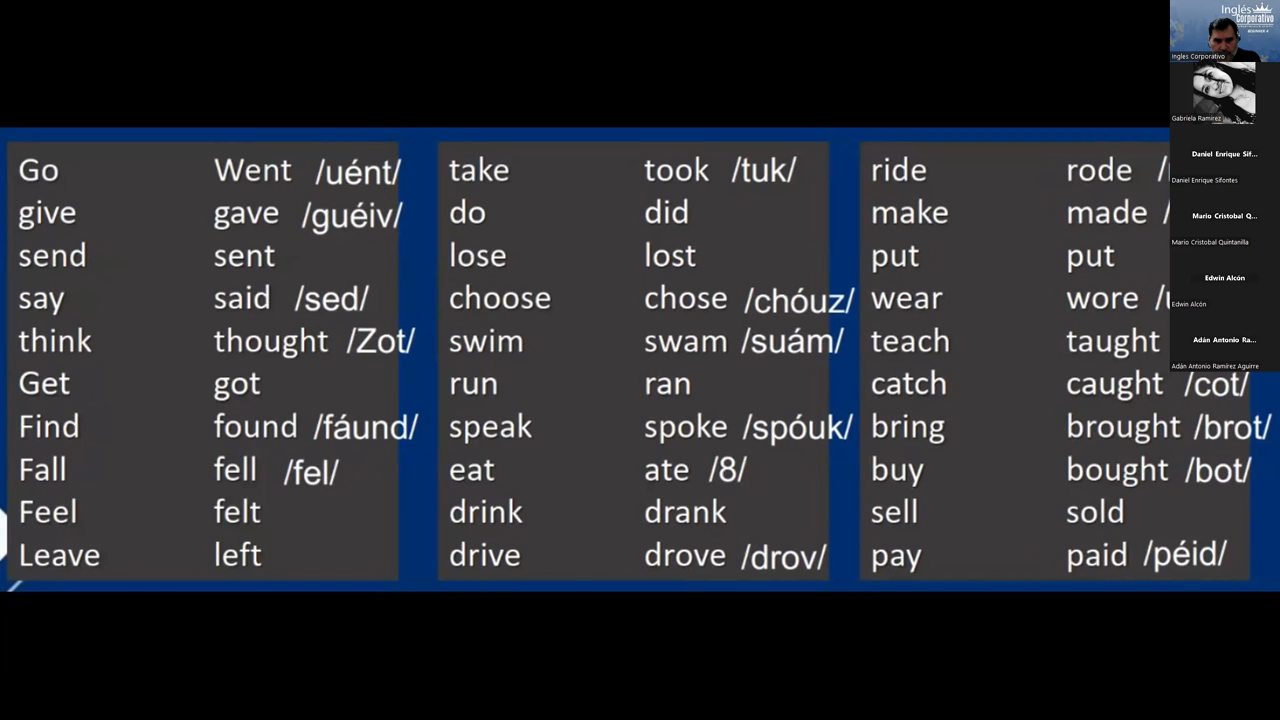 Go Went /uént/
give gave /guéiv/
send sent
say said /sed/
think thought /Zot/
Get got
Find found /fáund/
Fall fell /fel/
Feel felt
Leave left
take took /tuk/
do did
lose lost
choose chose /chóuz/
swim swam /suám/
run ran
speak spoke /spóuk/
eat ate /8/
drink drank
drive drove /drov/
ride rode
make made
put put
wear wore
teach taught
catch caught /cot/
bring brought /brot/
buy bought /bot/
sell sold
pay paid /péid/
Inglés
Corporativo
BEGINNER 4
Ingles Corporativo
Gabriela Ramirez
Daniel Enrique Sif...
Daniel Enrique Sifontes
Mario Cristobal Q...
Mario Cristobal Quintanilla
Edwin Alcón
Edwin Alcón
Adán Antonio Ra...
Adán Antonio Ramírez Aguirre